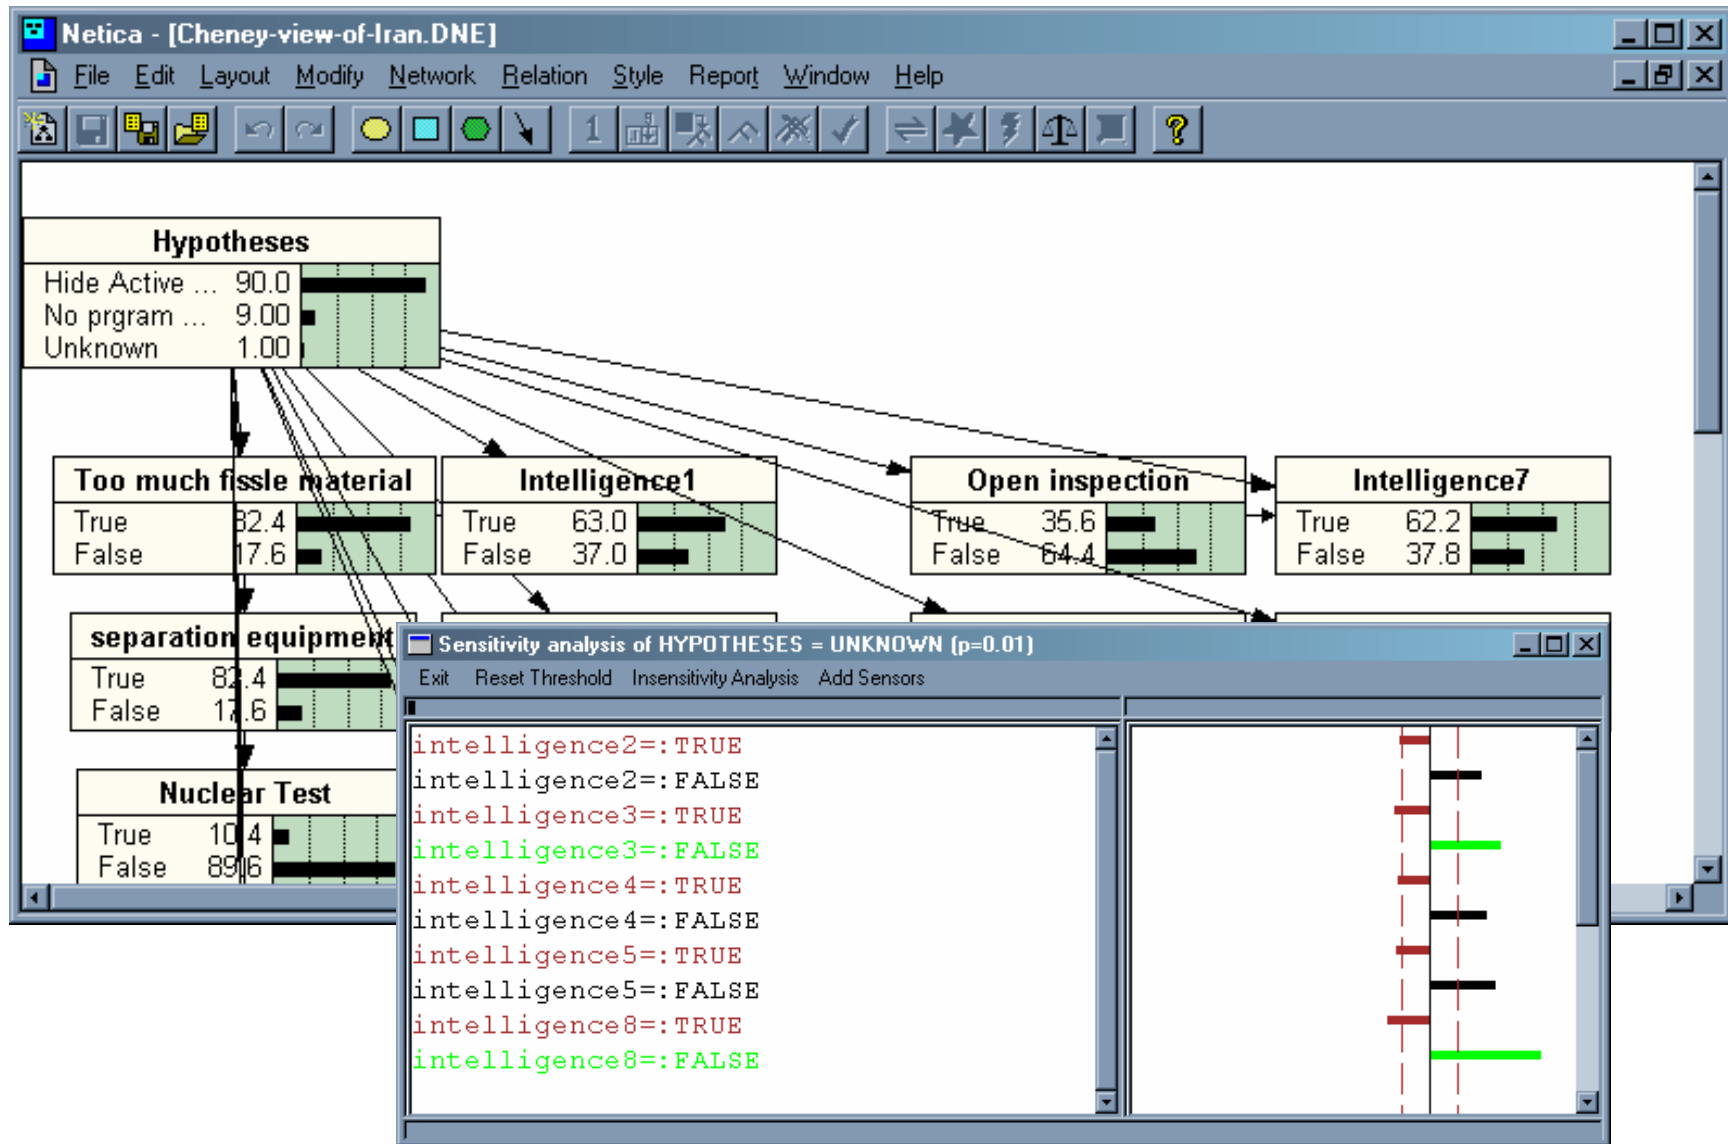 Netica - [Cheney-view-of-Iran.DNE]
File Edit Layout Modify Network Relation Style Report Window Help
1
?
Hypotheses
Hide Active ... 90.0
No prgram ... 9.00
Unknown 1.00
Too much fissle material
True 82.4
False 17.6
Intelligence1
True 63.0
False 37.0
Open inspection
True 35.6
False 64.4
Intelligence7
True 62.2
False 37.8
separation equipment
True 82.4
False 17.6
Nuclear Test
True 10.4
False 89.6
Sensitivity analysis of HYPOTHESES = UNKNOWN (p=0.01)
Exit Reset Threshold Insensitivity Analysis Add Sensors
intelligence2=:TRUE
intelligence2=:FALSE
intelligence3=:TRUE
intelligence3=:FALSE
intelligence4=:TRUE
intelligence4=:FALSE
intelligence5=:TRUE
intelligence5=:FALSE
intelligence8=:TRUE
intelligence8=:FALSE